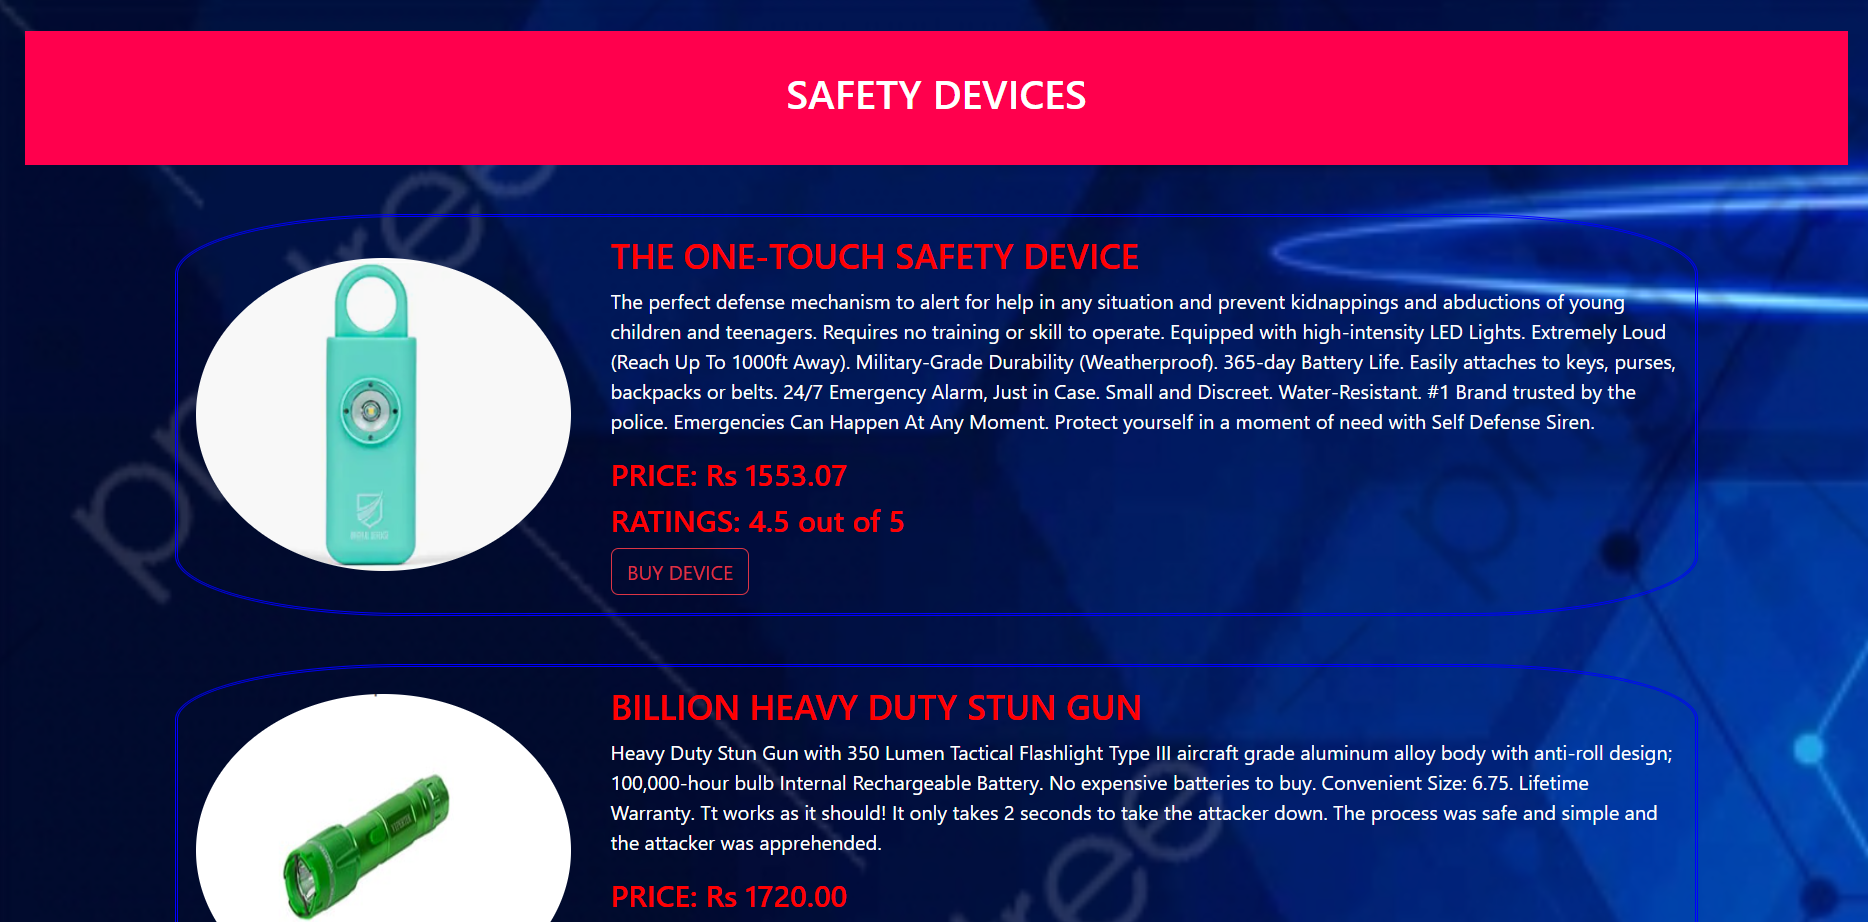 SAFETY DEVICES
THE ONE-TOUCH SAFETY DEVICE
The perfect defense mechanism to alert for help in any situation and prevent kidnappings and abductions of young
children and teenagers. Requires no training or skill to operate. Equipped with high-intensity LED Lights. Extremely Loud
(Reach Up To 1000ft Away). Military-Grade Durability (Weatherproof). 365-day Battery Life. Easily attaches to keys, purses,
backpacks or belts. 24/7 Emergency Alarm, Just in Case. Small and Discreet. Water-Resistant. #1 Brand trusted by the
police. Emergencies Can Happen At Any Moment. Protect yourself in a moment of need with Self Defense Siren.
PRICE: Rs 1553.07
RATINGS: 4.5 out of 5
BUY DEVICE
BILLION HEAVY DUTY STUN GUN
Heavy Duty Stun Gun with 350 Lumen Tactical Flashlight Type III aircraft grade aluminum alloy body with anti-roll design;
100,000-hour bulb Internal Rechargeable Battery. No expensive batteries to buy. Convenient Size: 6.75. Lifetime
Warranty. Tt works as it should! It only takes 2 seconds to take the attacker down. The process was safe and simple and
the attacker was apprehended.
PRICE: Rs 1720.00